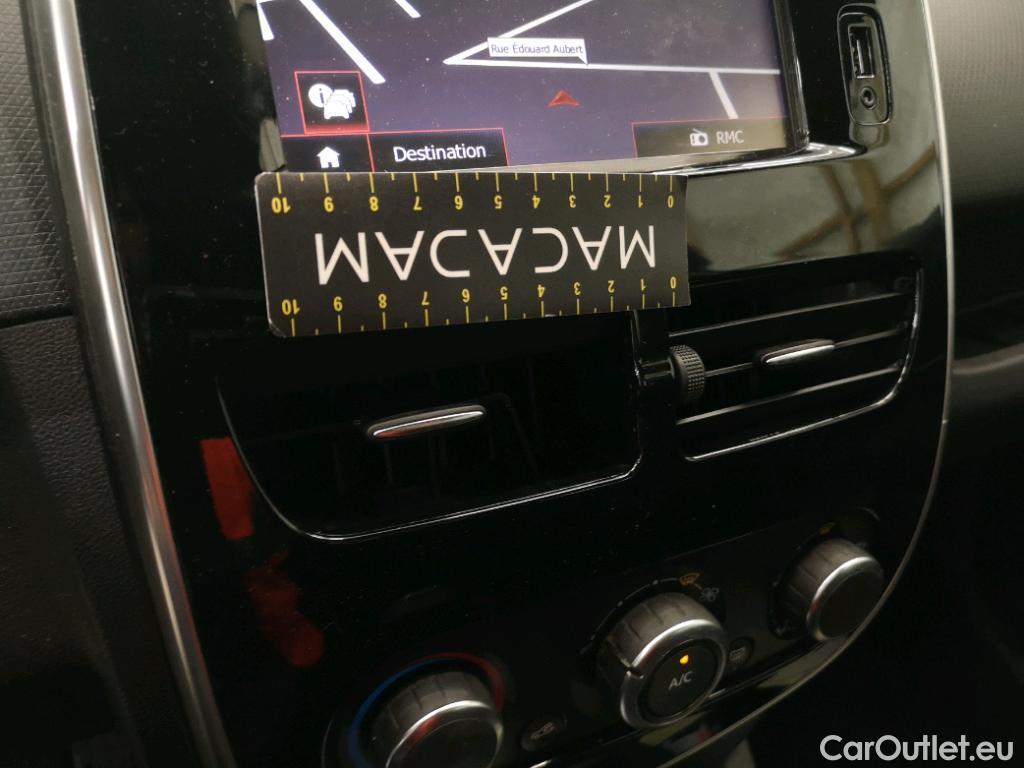 Rue Édouard Aubert
i
Destination
RMC
10 9 8 7 6 5 4 3 2 1 0
MACACAM
10 9 8 7 6 5 4 3 2 1 0
A/C
CarOutlet.eu